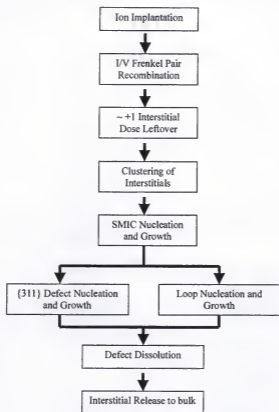 Ion Implantation
I/V Frenkel Pair
Recombination
~ +1 Interstitial
Dose Leftover
Clustering of
Interstitials
SMIC Nucleation
and Growth
{311} Defect Nucleation
and Growth
Loop Nucleation and
Growth
Defect Dissolution
Interstitial Release to bulk